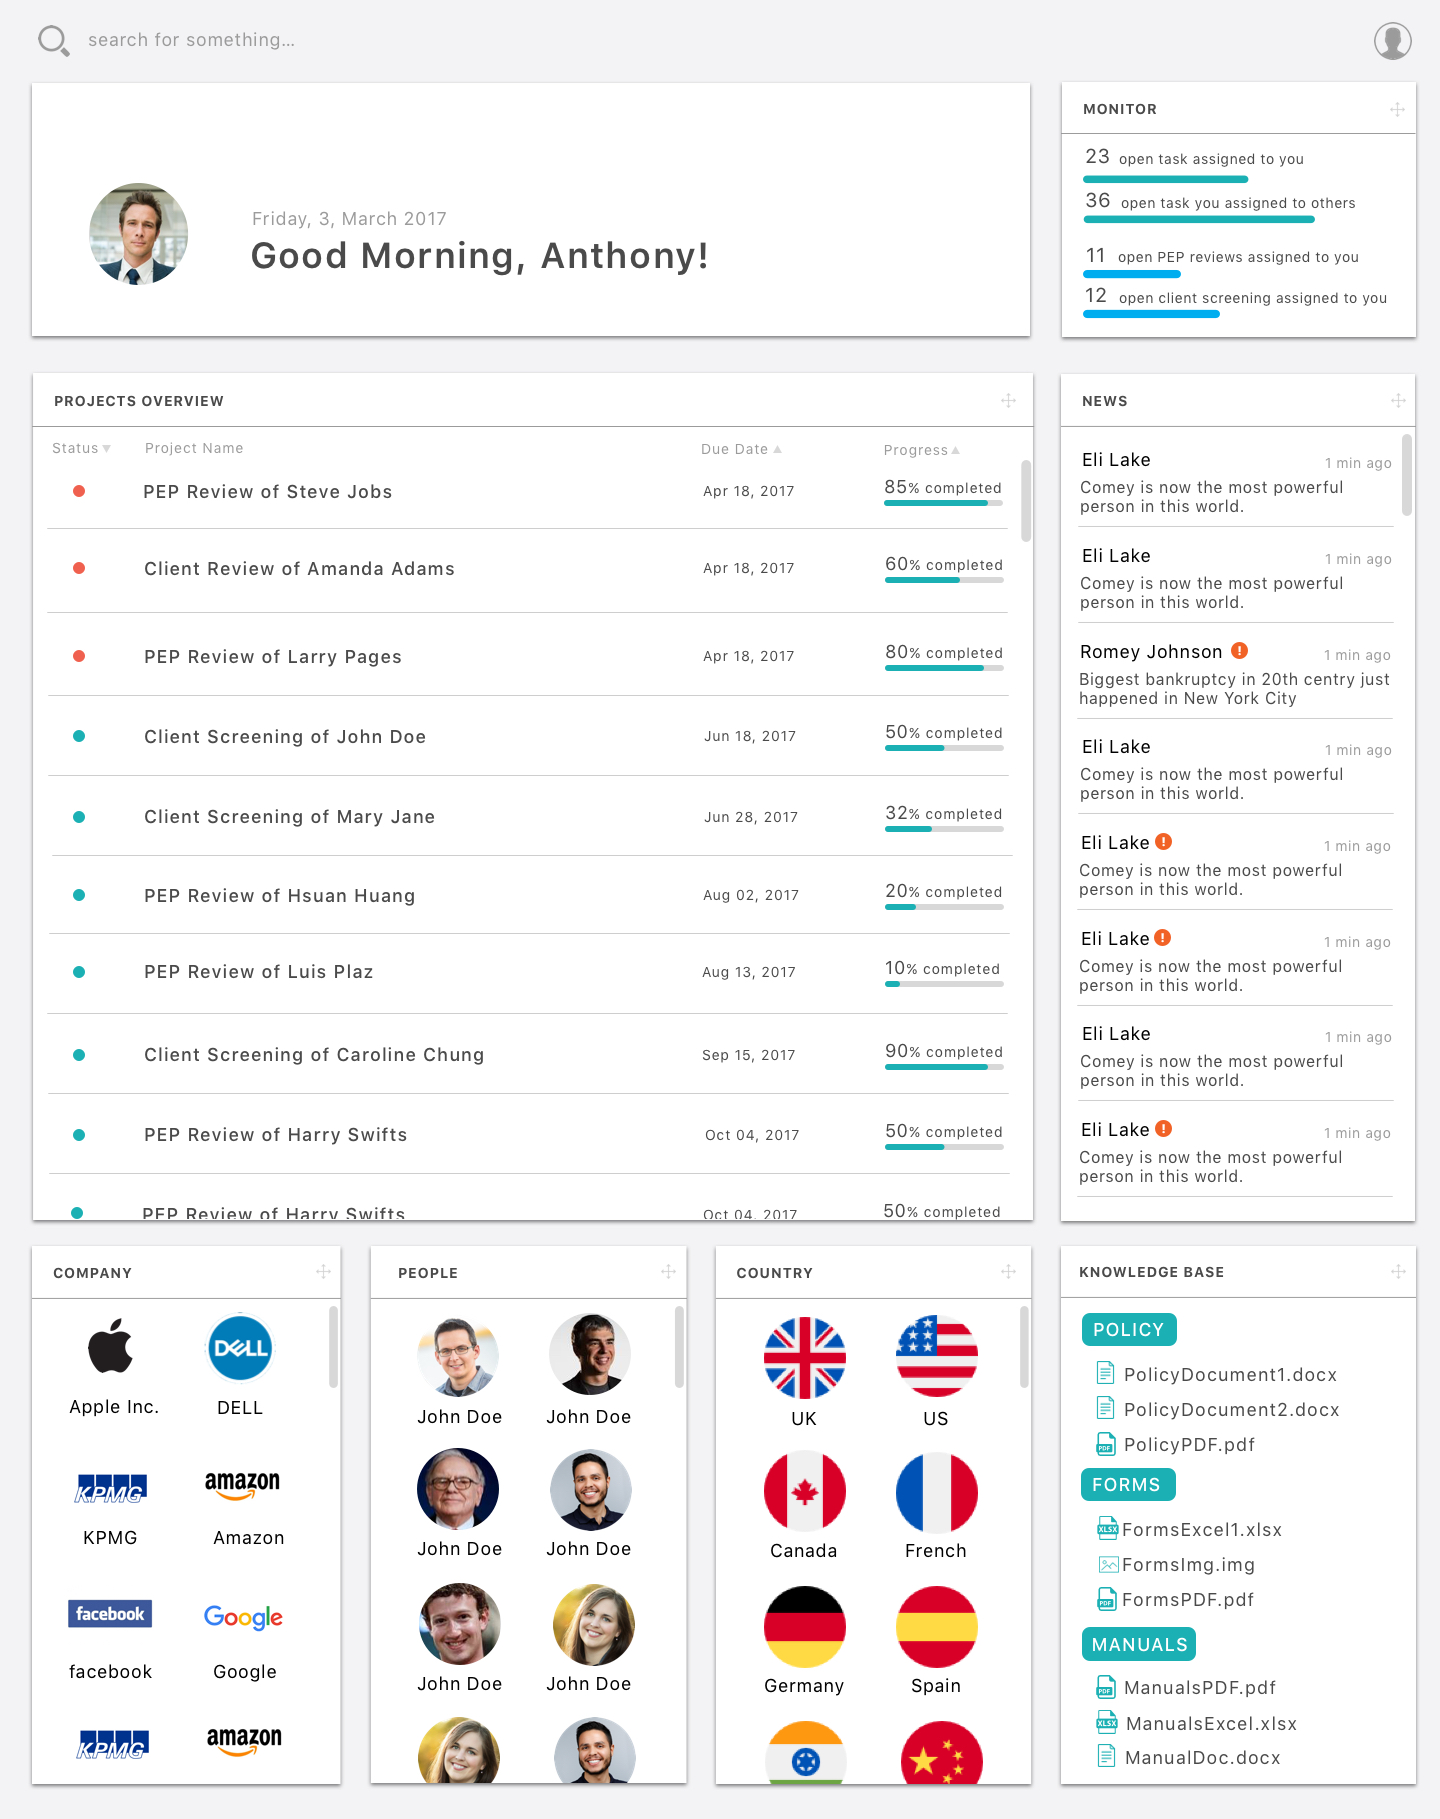 search for something...
Friday, 3, March 2017
Good Morning, Anthony!
MONITOR
23 open task assigned to you
36 open task you assigned to others
11 open PEP reviews assigned to you
12 open client screening assigned to you
PROJECTS OVERVIEW
Status Project Name Due Date Progress
PEP Review of Steve Jobs Apr 18, 2017 85% completed
Client Review of Amanda Adams Apr 18, 2017 60% completed
PEP Review of Larry Pages Apr 18, 2017 80% completed
Client Screening of John Doe Jun 18, 2017 50% completed
Client Screening of Mary Jane Jun 28, 2017 32% completed
PEP Review of Hsuan Huang Aug 02, 2017 20% completed
PEP Review of Luis Plaz Aug 13, 2017 10% completed
Client Screening of Caroline Chung Sep 15, 2017 90% completed
PEP Review of Harry Swifts Oct 04, 2017 50% completed
PEP Review of Harry Swifts Oct 04, 2017 50% completed
NEWS
Eli Lake 1 min ago
Comey is now the most powerful
person in this world.
Eli Lake 1 min ago
Comey is now the most powerful
person in this world.
Romey Johnson ! 1 min ago
Biggest bankruptcy in 20th centry just
happened in New York City
Eli Lake 1 min ago
Comey is now the most powerful
person in this world.
Eli Lake ! 1 min ago
Comey is now the most powerful
person in this world.
Eli Lake ! 1 min ago
Comey is now the most powerful
person in this world.
Eli Lake 1 min ago
Comey is now the most powerful
person in this world.
Eli Lake ! 1 min ago
Comey is now the most powerful
person in this world.
COMPANY
DELL
Apple Inc. DELL
KPMG amazon
KPMG Amazon
facebook Google
facebook Google
KPMG amazon
PEOPLE
John Doe John Doe
John Doe John Doe
John Doe John Doe
COUNTRY
UK US
Canada French
Germany Spain
KNOWLEDGE BASE
POLICY
PolicyDocument1.docx
PolicyDocument2.docx
PDF PolicyPDF.pdf
FORMS
XLSX FormsExcel1.xlsx
FormsImg.img
PDF FormsPDF.pdf
MANUALS
PDF ManualsPDF.pdf
XLSX ManualsExcel.xlsx
ManualDoc.docx